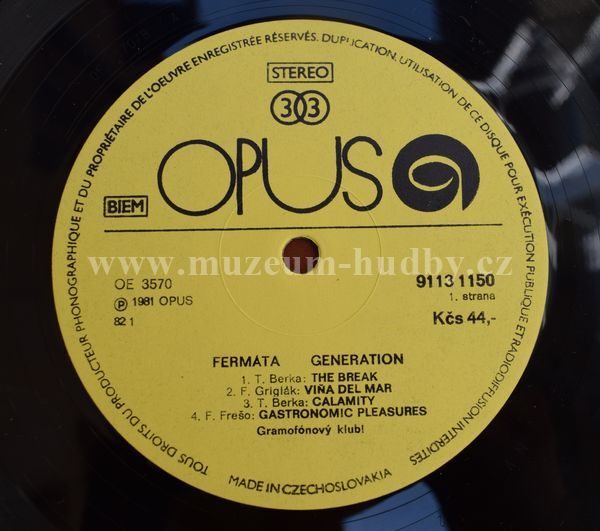 TOUS DROITS DU PRODUCTEUR PHONOGRAPHIQUE ET DU PROPRIÉTAIRE DE L'OEUVRE ENREGISTRÉE RÉSERVÉS. DUPLICATION, UTILISATION DE CE DISQUE POUR EXÉCUTION PUBLIQUE ET RADIODIFFUSION INTERDITES
STEREO
33
OPUS
BIEM
www.muzeum-hudby.cz
OE 3570
9113 1150
℗ 1981 OPUS
1. strana
82 1
Kčs 44,-
FERMÁTA GENERATION
1. T. Berka: THE BREAK
2. F. Griglák: VIŇA DEL MAR
3. T. Berka: CALAMITY
4. F. Frešo: GASTRONOMIC PLEASURES
Gramofónový klub!
MADE IN CZECHOSLOVAKIA